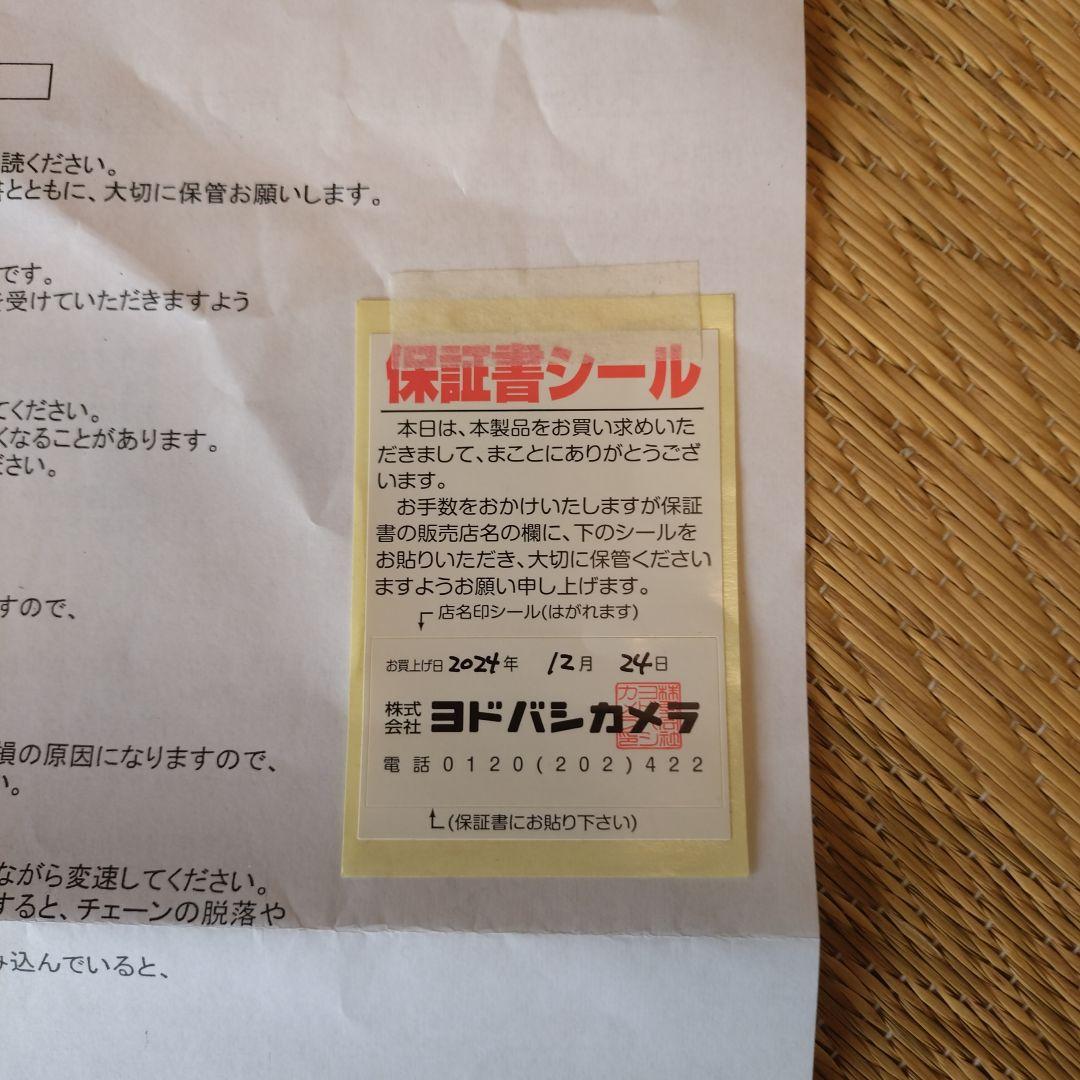 読ください。
とともに、大切に保管お願いします。
です。
を受けていただきますよう
てください。
くなることがあります。
ださい。
すので、
損の原因になりますので、
い。
ながら変速してください。
すると、チェーンの脱落や
み込んでいると、
保証書シール
本日は、本製品をお買い求めいた
だきまして、まことにありがとうござ
います。
お手数をおかけいたしますが保証
書の販売店名の欄に、下のシールを
お貼りいただき、大切に保管ください
ますようお願い申し上げます。
店名印シール(はがれます)
お買上げ日 2024年 12月 24日
株式会社 ヨドバシカメラ
電話 0120(202)422
(保証書にお貼り下さい)